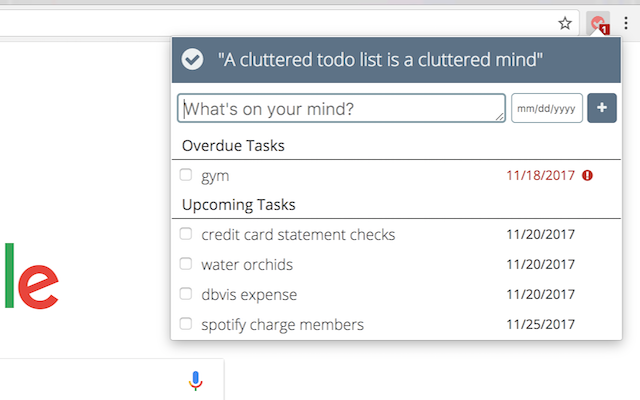 1
"A cluttered todo list is a cluttered mind"
What's on your mind? mm/dd/yyyy +
Overdue Tasks
gym 11/18/2017
Upcoming Tasks
credit card statement checks 11/20/2017
water orchids 11/20/2017
dbvis expense 11/20/2017
spotify charge members 11/25/2017
le